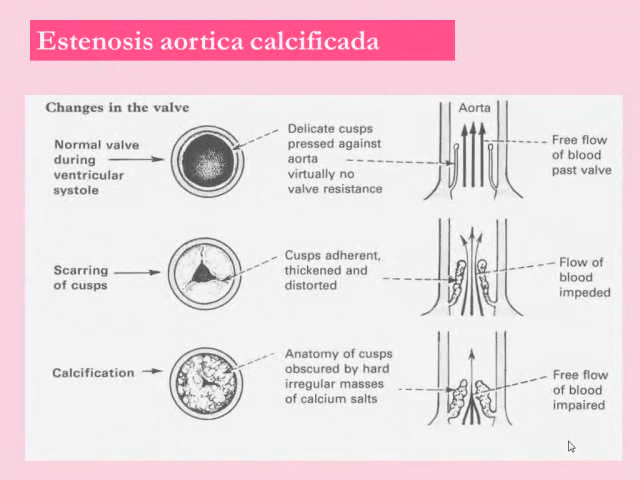 Estenosis aortica calcificada
Changes in the valve
Aorta
Normal valve
during
ventricular
systole
Delicate cusps
pressed against
aorta
virtually no
valve resistance
Free flow
of blood
past valve
Scarring
of cusps
Cusps adherent,
thickened and
distorted
Flow of
blood
impeded
Calcification
Anatomy of cusps
obscured by hard
irregular masses
of calcium salts
Free flow
of blood
impaired